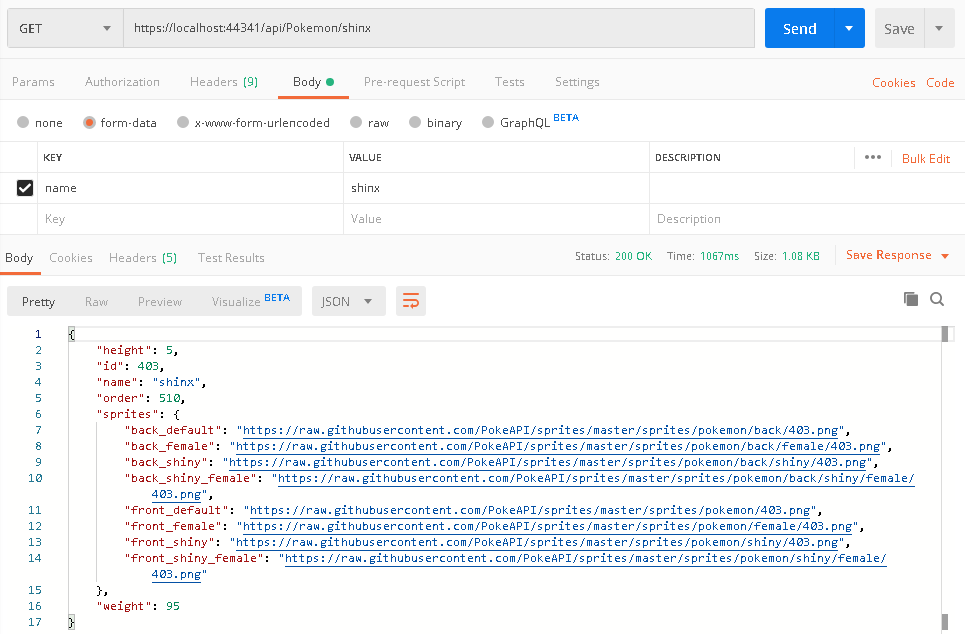 GET https://localhost:44341/api/Pokemon/shinx Send Save
Params Authorization Headers (9) Body Pre-request Script Tests Settings Cookies Code
none form-data x-www-form-urlencoded raw binary GraphQL BETA
KEY VALUE DESCRIPTION ••• Bulk Edit
name shinx
Key Value Description
Body Cookies Headers (5) Test Results Status: 200 OK Time: 1067ms Size: 1.08 KB Save Response
Pretty Raw Preview Visualize BETA JSON
1 {
2 "height": 5,
3 "id": 403,
4 "name": "shinx",
5 "order": 510,
6 "sprites": {
7 "back_default": "https://raw.githubusercontent.com/PokeAPI/sprites/master/sprites/pokemon/back/403.png",
8 "back_female": "https://raw.githubusercontent.com/PokeAPI/sprites/master/sprites/pokemon/back/female/403.png",
9 "back_shiny": "https://raw.githubusercontent.com/PokeAPI/sprites/master/sprites/pokemon/back/shiny/403.png",
10 "back_shiny_female": "https://raw.githubusercontent.com/PokeAPI/sprites/master/sprites/pokemon/back/shiny/female/
403.png",
11 "front_default": "https://raw.githubusercontent.com/PokeAPI/sprites/master/sprites/pokemon/403.png",
12 "front_female": "https://raw.githubusercontent.com/PokeAPI/sprites/master/sprites/pokemon/female/403.png",
13 "front_shiny": "https://raw.githubusercontent.com/PokeAPI/sprites/master/sprites/pokemon/shiny/403.png",
14 "front_shiny_female": "https://raw.githubusercontent.com/PokeAPI/sprites/master/sprites/pokemon/shiny/female/
403.png"
15 },
16 "weight": 95
17 }